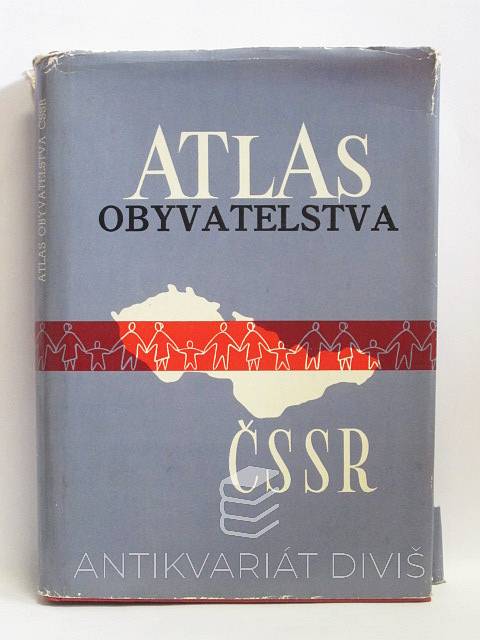 ATLAS OBYVATELSTVA ČSSR
ATLAS
OBYVATELSTVA
ČSSR
ANTIKVARIÁT DIVIŠ